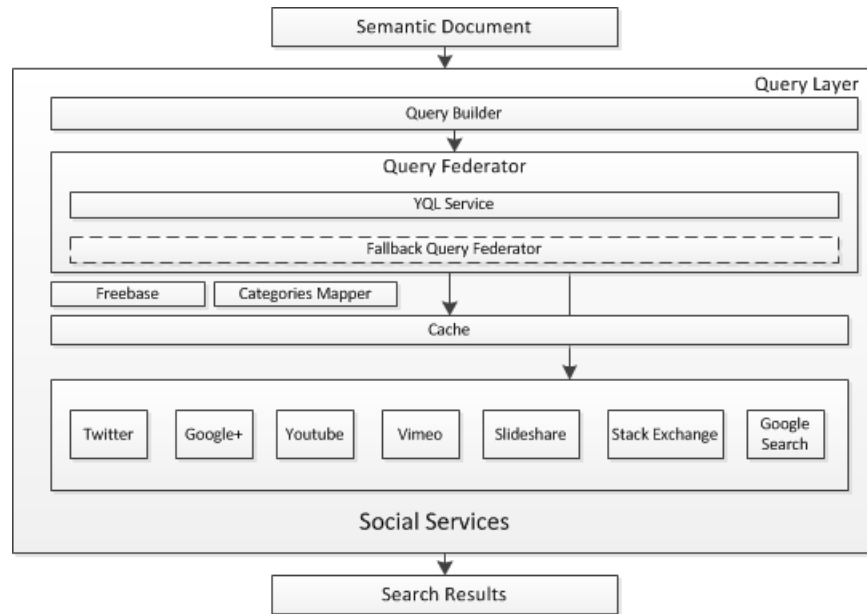 Semantic Document
Query Layer
Query Builder
Query Federator
YQL Service
Fallback Query Federator
Freebase
Categories Mapper
Cache
Twitter
Google+
Youtube
Vimeo
Slideshare
Stack Exchange
Google
Search
Social Services
Search Results